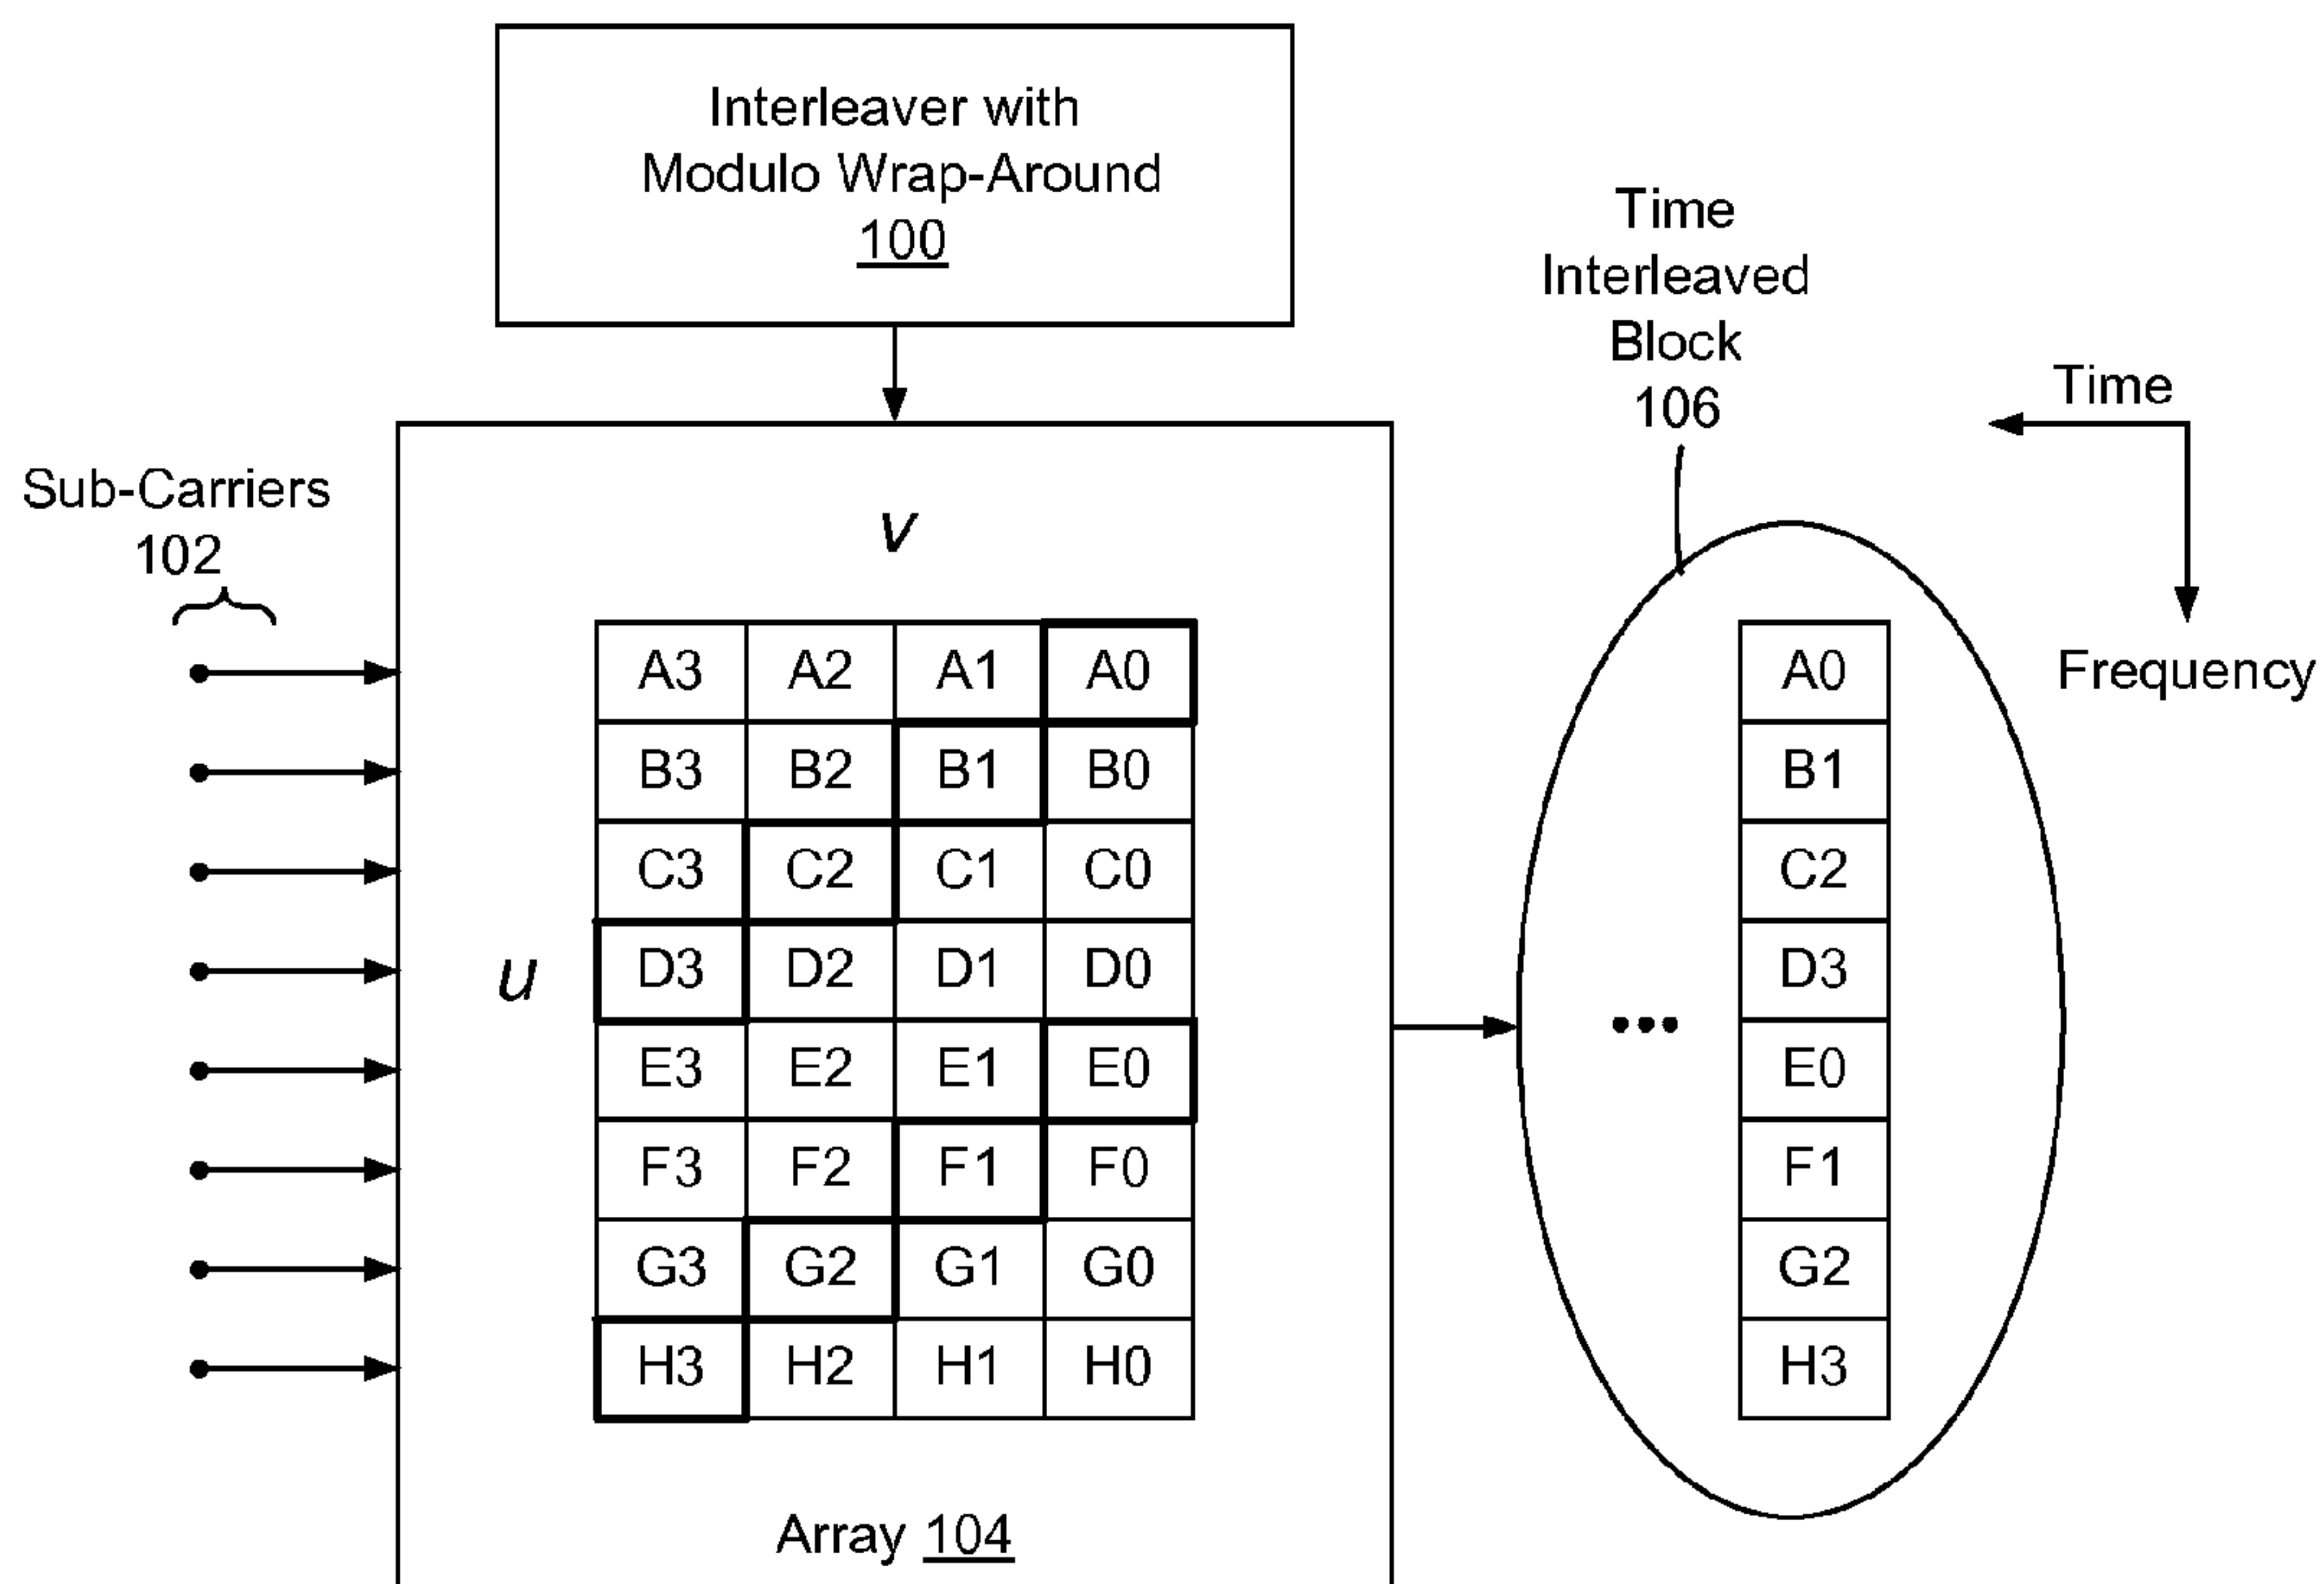 Interleaver with
Modulo Wrap-Around
100
Time
Interleaved
Block
106
Time
Frequency
Sub-Carriers
102
v
u
A3 A2 A1 A0
B3 B2 B1 B0
C3 C2 C1 C0
D3 D2 D1 D0
E3 E2 E1 E0
F3 F2 F1 F0
G3 G2 G1 G0
H3 H2 H1 H0
Array 104
•••
A0
B1
C2
D3
E0
F1
G2
H3